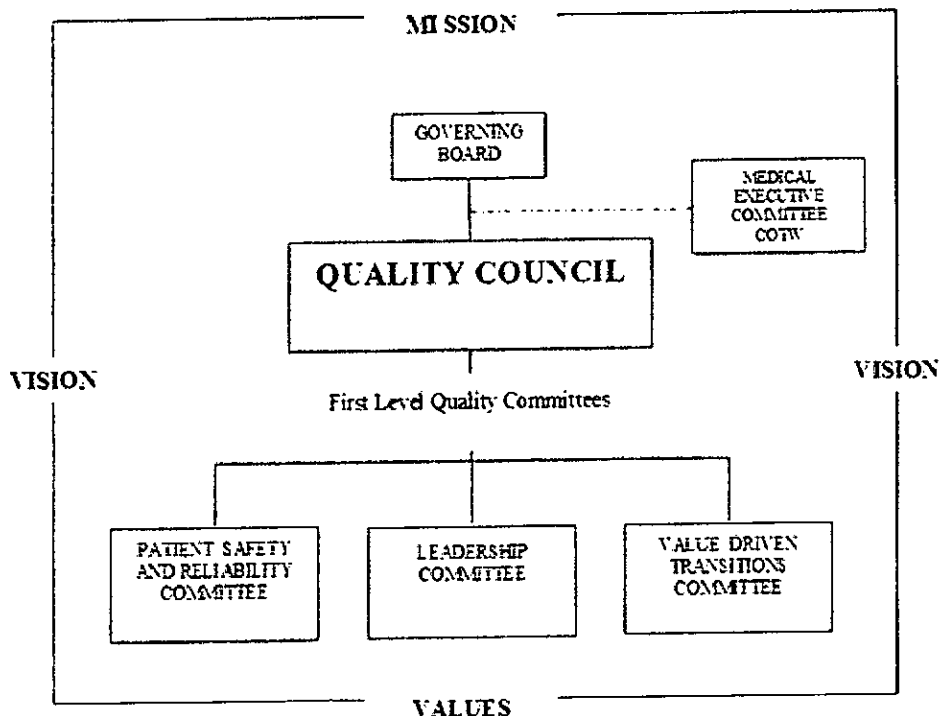 MISSION
GOVERNING
BOARD
MEDICAL
EXECUTIVE
COMMITTEE
COTW
QUALITY COUNCIL
VISION
VISION
First Level Quality Committees
PATIENT SAFETY
AND RELIABILITY
COMMITTEE
LEADERSHIP
COMMITTEE
VALUE DRIVEN
TRANSITIONS
COMMITTEE
VALUES